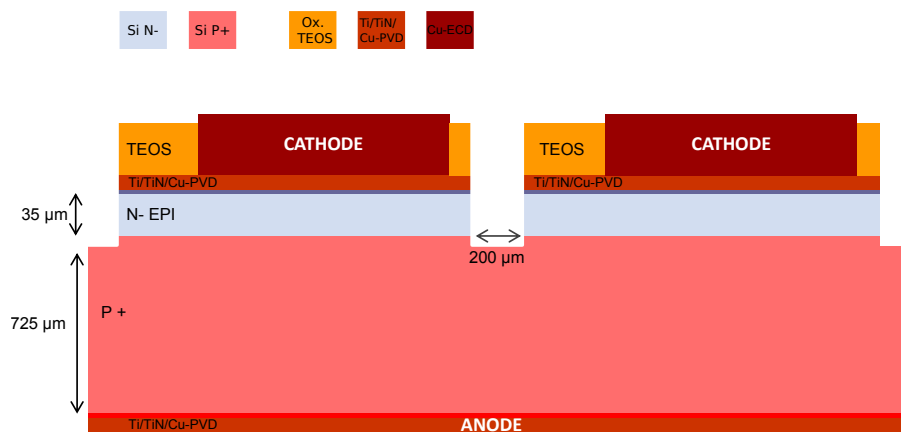 Si N-
Si P+
Ox.
TEOS
Ti/TiN/
Cu-PVD
Cu-ECD
TEOS
CATHODE
TEOS
CATHODE
Ti/TiN/Cu-PVD
Ti/TiN/Cu-PVD
35 µm
N- EPI
200 µm
P +
725 µm
Ti/TiN/Cu-PVD
ANODE